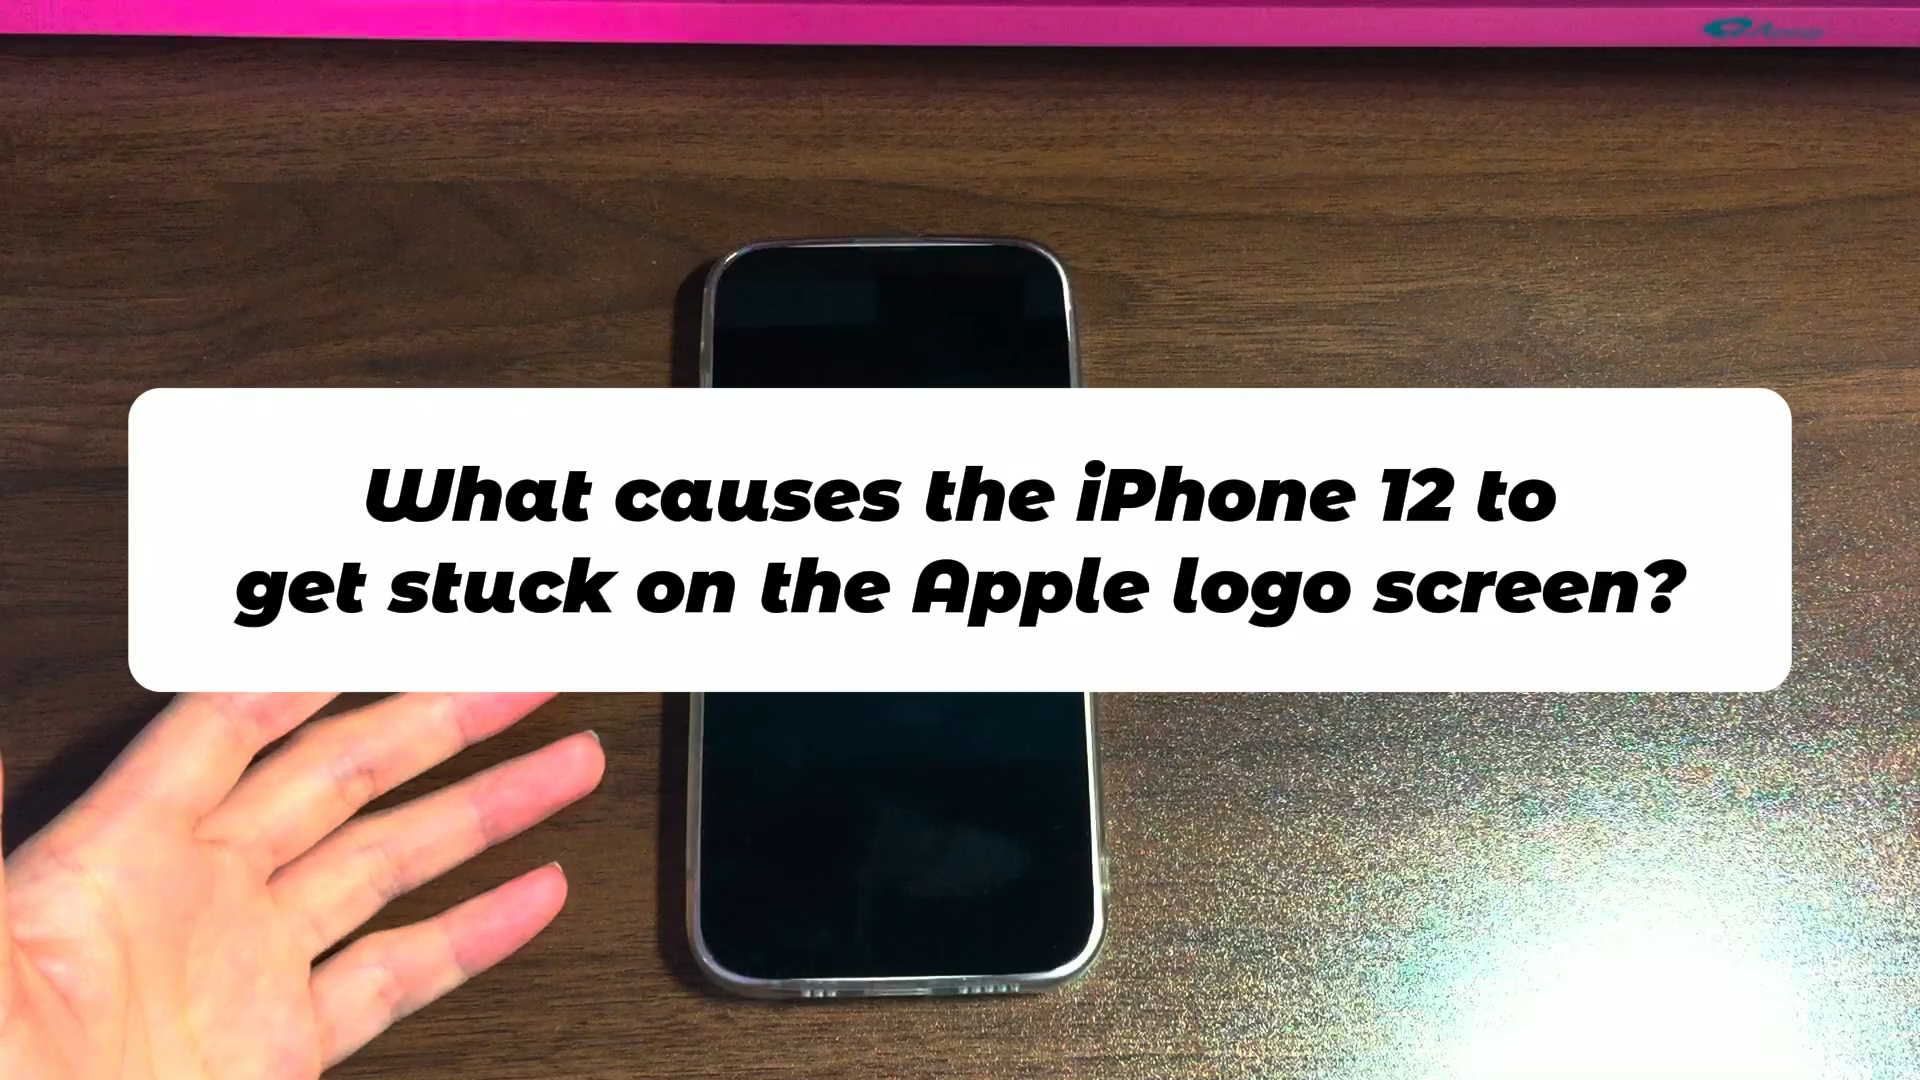 What causes the iPhone 12 to
get stuck on the Apple logo screen?